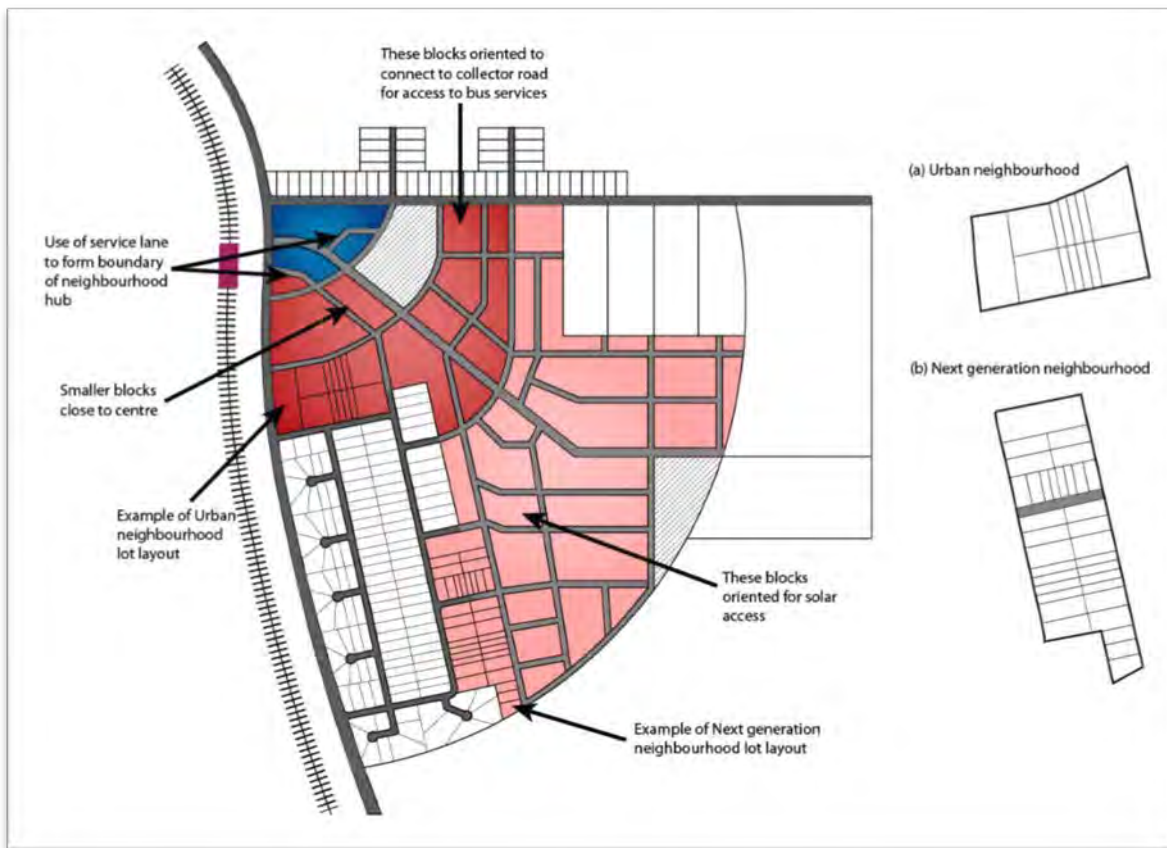 These blocks oriented to
connect to collector road
for access to bus services
(a) Urban neighbourhood
Use of service lane
to form boundary
of neighbourhood
hub
(b) Next generation neighbourhood
Smaller blocks
close to centre
Example of Urban
neighbourhood
lot layout
These blocks
oriented for solar
access
Example of Next generation
neighbourhood lot layout